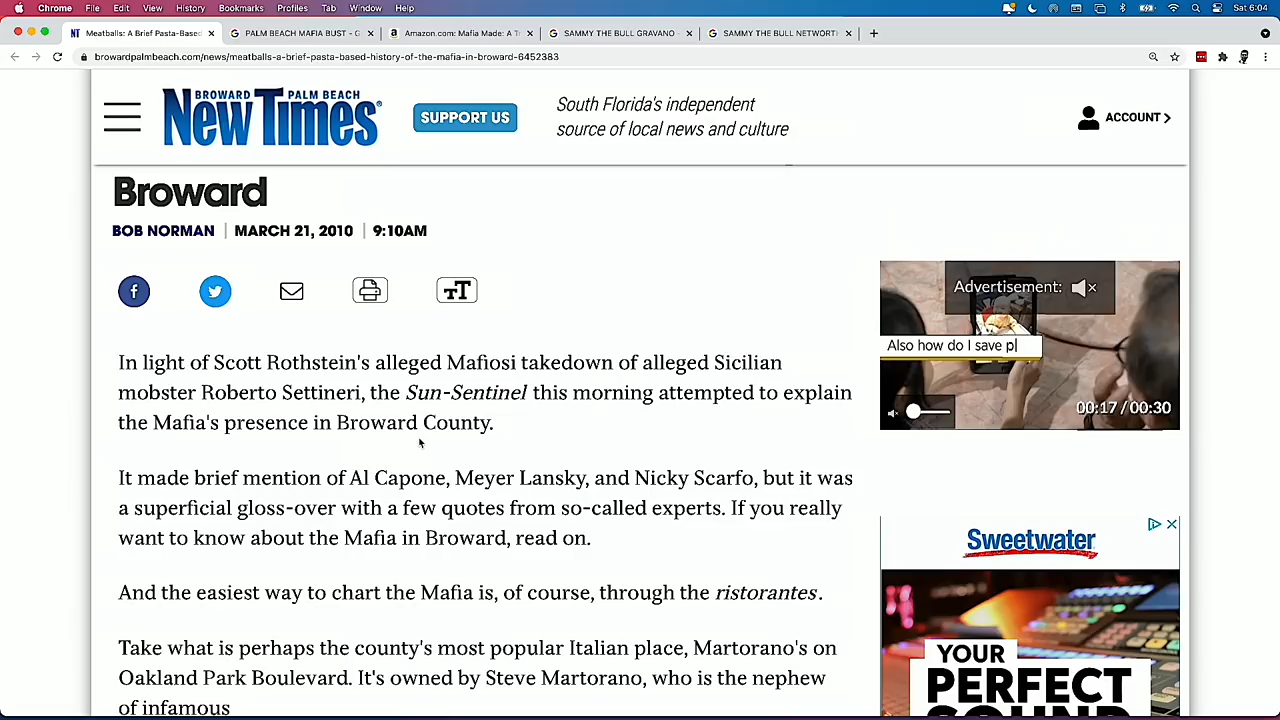 Chrome File Edit View History Bookmarks Profiles Tab Window Help Sat 6:04
Meatballs: A Brief Pasta-Based
PALM BEACH MAFIA BUST - G
Amazon.com: Mafia Made: A T
SAMMY THE BULL GRAVANO -
SAMMY THE BULL NETWORTH
browardpalmbeach.com/news/meatballs-a-brief-pasta-based-history-of-the-mafia-in-broward-6452383
BROWARD PALM BEACH
New Times
SUPPORT US
South Florida's independent
source of local news and culture
ACCOUNT
Broward
BOB NORMAN | MARCH 21, 2010 | 9:10AM
Advertisement:
Also how do I save p
00:17 / 00:30
In light of Scott Rothstein's alleged Mafiosi takedown of alleged Sicilian
mobster Roberto Settineri, the Sun-Sentinel this morning attempted to explain
the Mafia's presence in Broward County.
It made brief mention of Al Capone, Meyer Lansky, and Nicky Scarfo, but it was
a superficial gloss-over with a few quotes from so-called experts. If you really
want to know about the Mafia in Broward, read on.
And the easiest way to chart the Mafia is, of course, through the ristorantes.
Take what is perhaps the county's most popular Italian place, Martorano's on
Oakland Park Boulevard. It's owned by Steve Martorano, who is the nephew
of infamous
Sweetwater
YOUR
PERFECT
SOUND